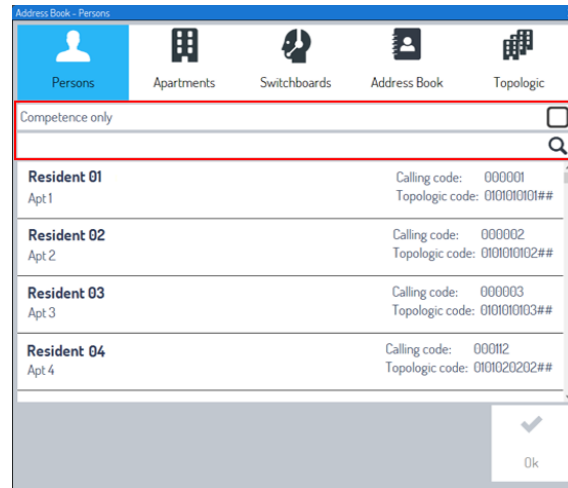 Address Book - Persons
Persons Apartments Switchboards Address Book Topologic
Competence only
Resident 01 Calling code: 000001
Apt 1 Topologic code: 0101010101##
Resident 02 Calling code: 000002
Apt 2 Topologic code: 0101010102##
Resident 03 Calling code: 000003
Apt 3 Topologic code: 0101010103##
Resident 04 Calling code: 000112
Apt 4 Topologic code: 0101020202##
Ok